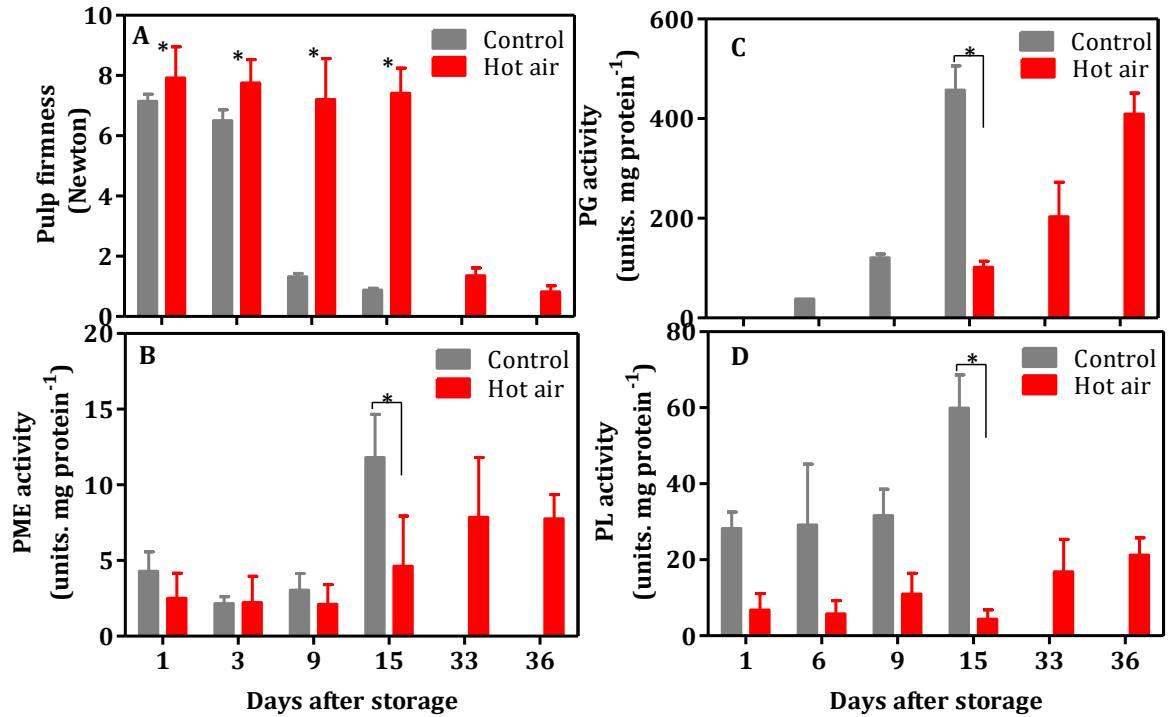 A
Control
Hot air
* * * *
Pulp firmness
(Newton)
10
8
6
4
2
0
C
Control
Hot air
*
PG activity
(units. mg protein⁻¹)
600
400
200
0
B
Control
Hot air
*
PME activity
(units. mg protein⁻¹)
20
15
10
5
0
1 3 9 15 33 36
Days after storage
D
Control
Hot air
*
PL activity
(units. mg protein⁻¹)
80
60
40
20
0
1 6 9 15 33 36
Days after storage